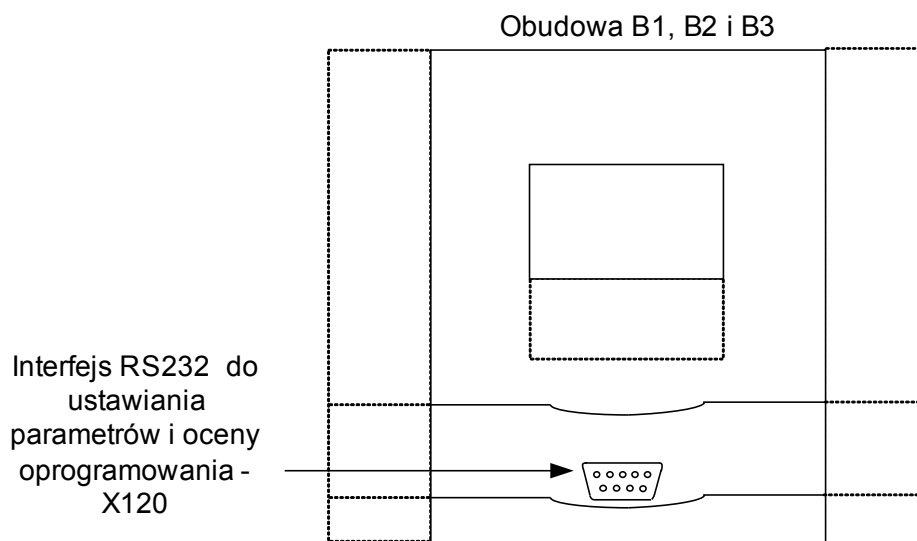 Obudowa B1, B2 i B3
Interfejs RS232 do
ustawiania
parametrów i oceny
oprogramowania -
X120